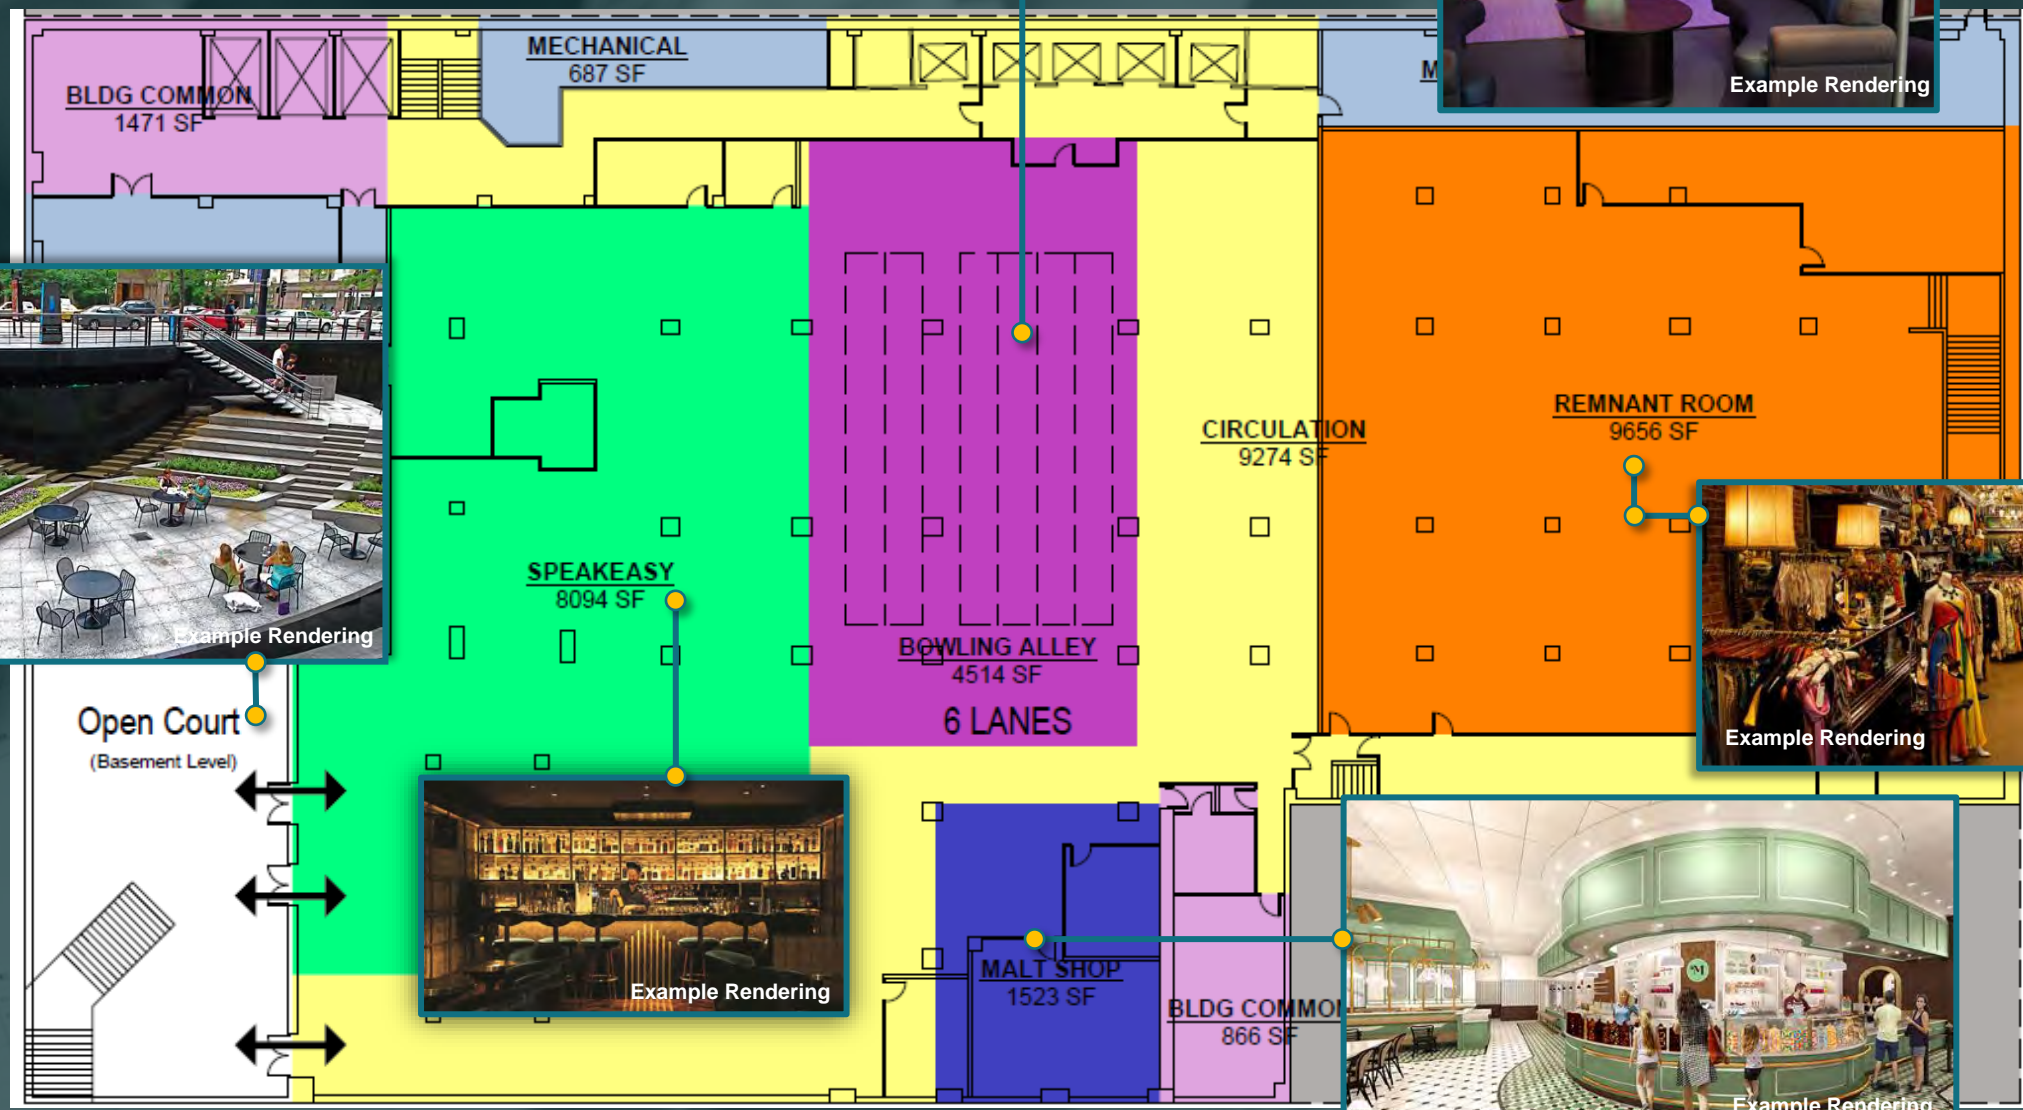 MECHANICAL
687 SF
Example Rendering
BLDG COMMON
1471 SF
REMNANT ROOM
9656 SF
CIRCULATION
9274 SF
SPEAKEASY
8094 SF
Example Rendering
BOWLING ALLEY
4514 SF
6 LANES
Open Court
(Basement Level)
Example Rendering
MALT SHOP
1523 SF
Example Rendering
BLDG COMMON
866 SF
Example Rendering